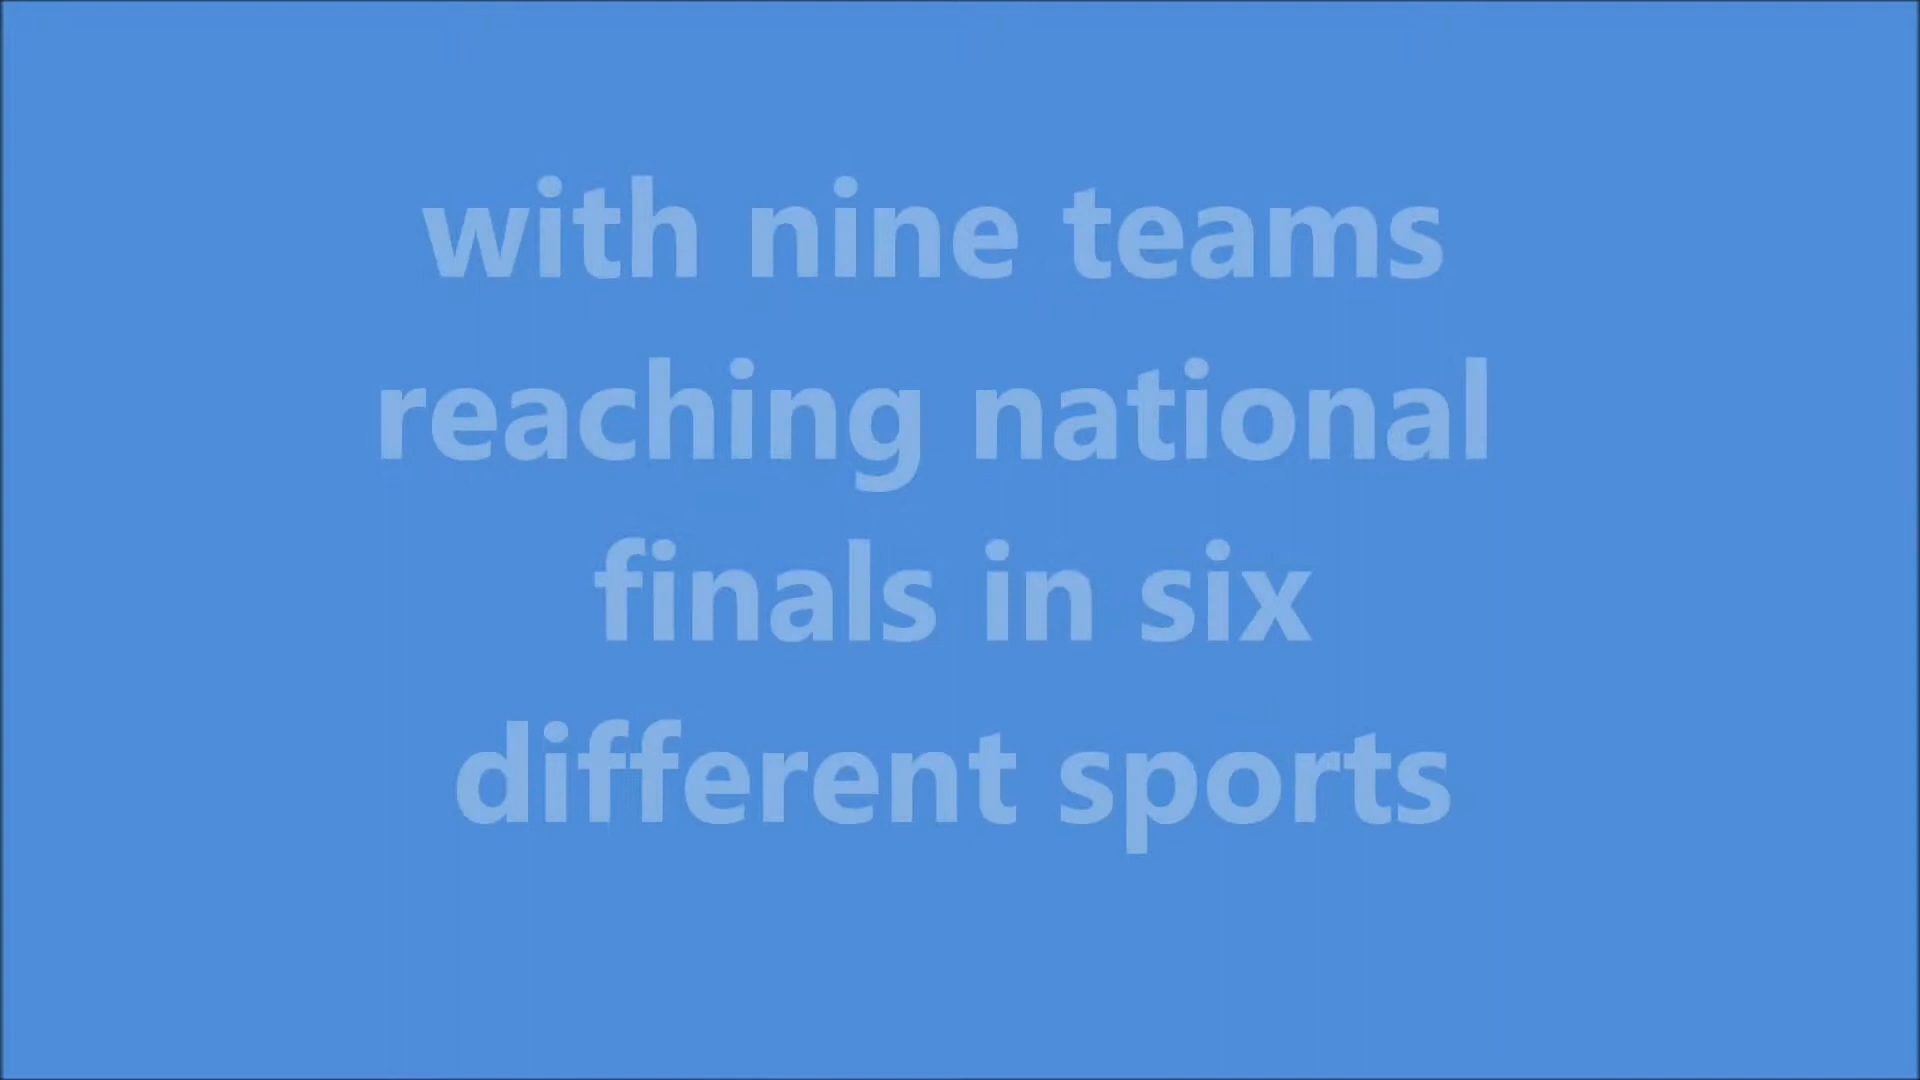 with nine teams
reaching national
finals in six
different sports